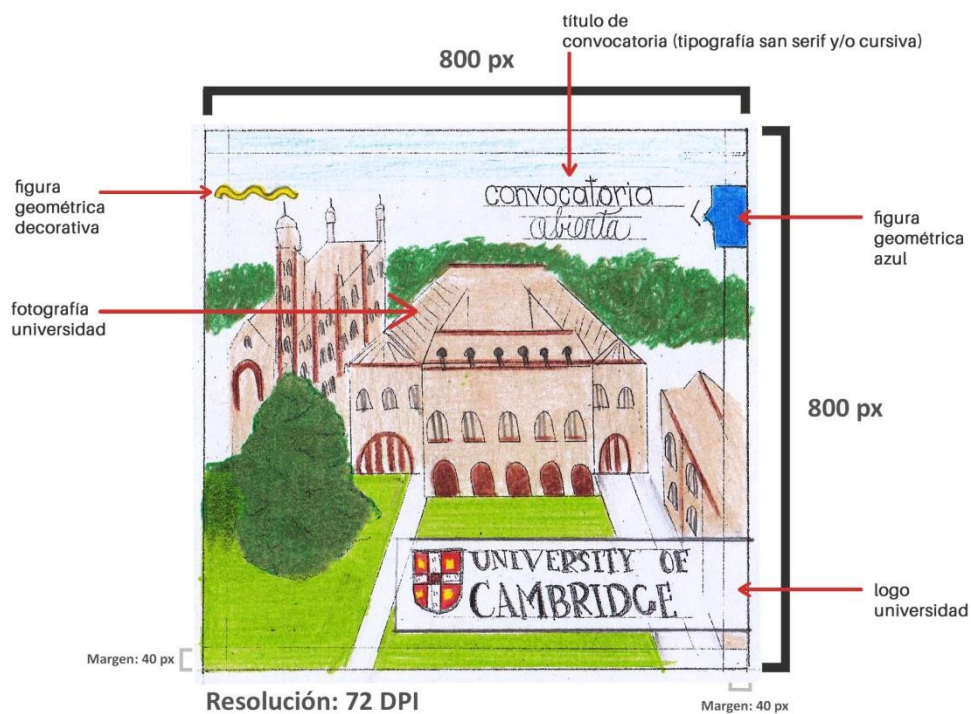 título de
convocatoria (tipografía san serif y/o cursiva)
800 px
figura
geométrica
decorativa
convocatoria
abierta
figura
geométrica
azul
fotografía
universidad
800 px
UNIVERSITY OF
CAMBRIDGE
logo
universidad
Margen: 40 px
Resolución: 72 DPI
Margen: 40 px